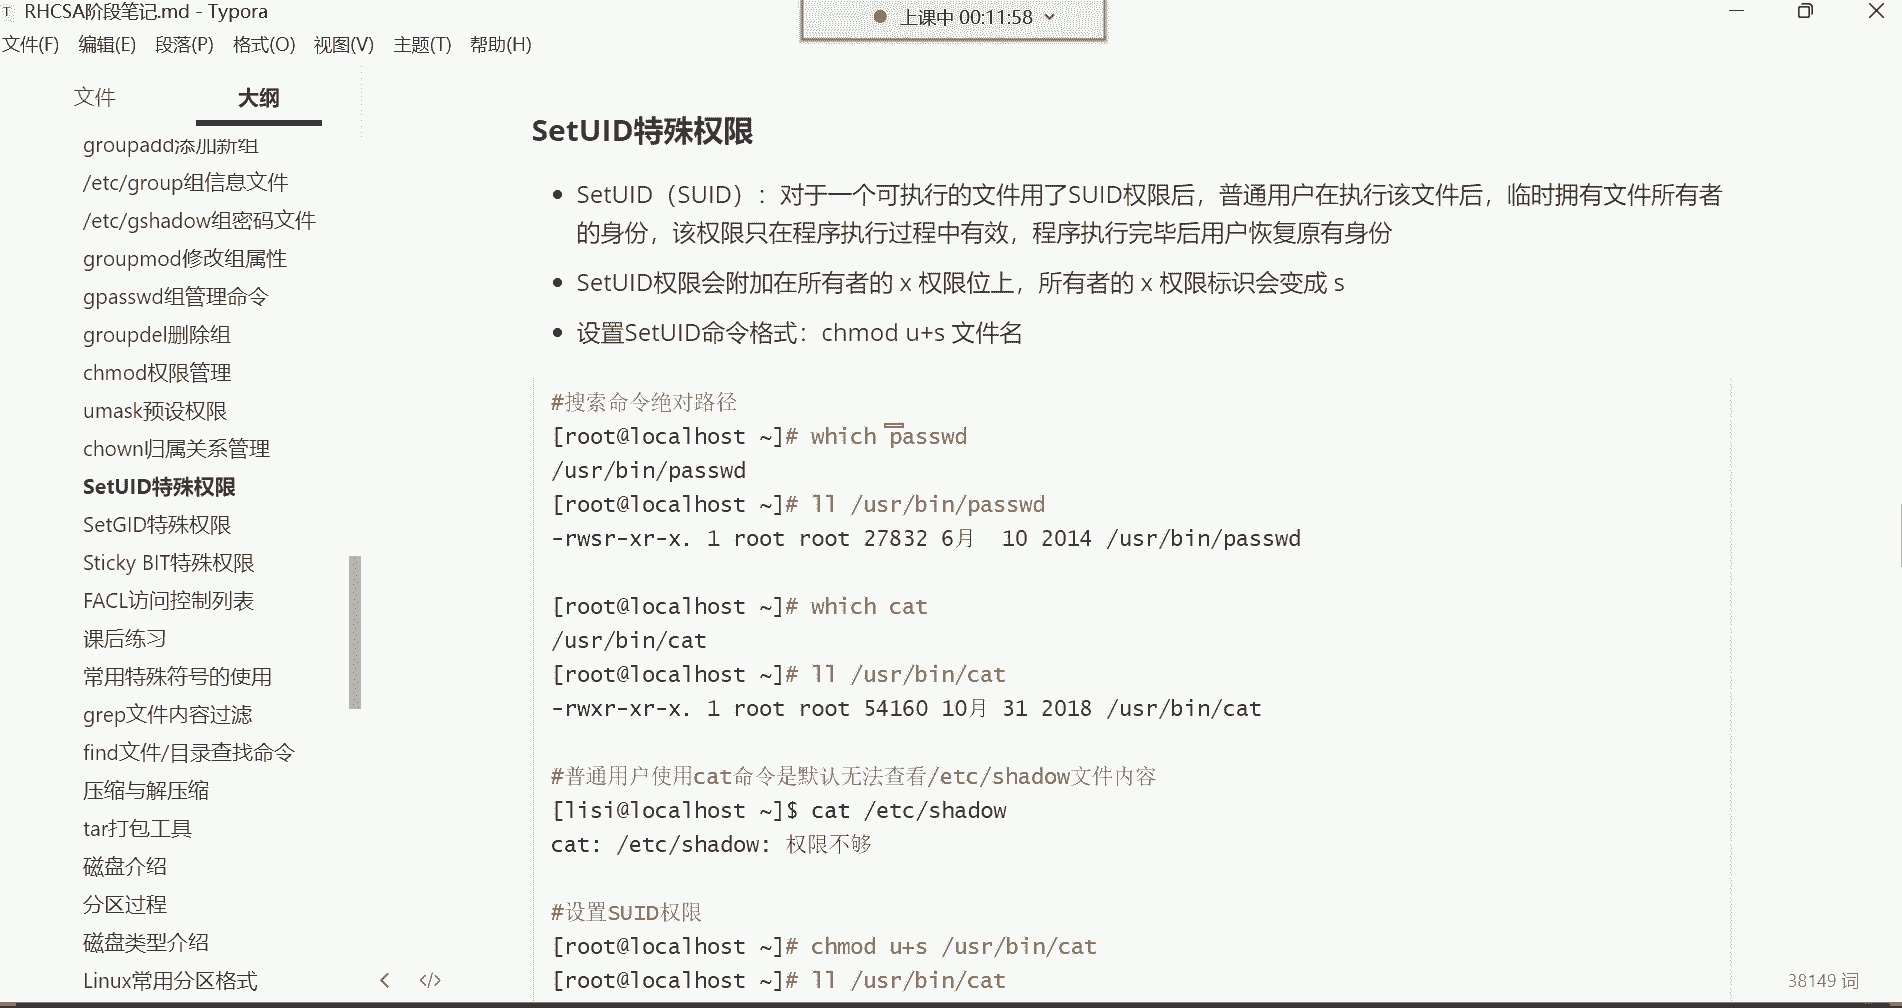 RHCSA阶段笔记.md - Typora
上课中 00:11:58
文件(F) 编辑(E) 段落(P) 格式(O) 视图(V) 主题(T) 帮助(H)
文件 大纲
groupadd添加新组
/etc/group组信息文件
/etc/gshadow组密码文件
groupmod修改组属性
gpasswd组管理命令
groupdel删除组
chmod权限管理
umask预设权限
chown归属关系管理
SetUID特殊权限
SetGID特殊权限
Sticky BIT特殊权限
FACL访问控制列表
课后练习
常用特殊符号的使用
grep文件内容过滤
find文件/目录查找命令
压缩与解压缩
tar打包工具
磁盘介绍
分区过程
磁盘类型介绍
Linux常用分区格式
SetUID特殊权限
SetUID（SUID）：对于一个可执行的文件用了SUID权限后，普通用户在执行该文件后，临时拥有文件所有者
的身份，该权限只在程序执行过程中有效，程序执行完毕后用户恢复原有身份
SetUID权限会附加在所有者的 x 权限位上，所有者的 x 权限标识会变成 s
设置SetUID命令格式：chmod u+s 文件名
#搜索命令绝对路径
[root@localhost ~]# which passwd
/usr/bin/passwd
[root@localhost ~]# ll /usr/bin/passwd
-rwsr-xr-x. 1 root root 27832 6月  10 2014 /usr/bin/passwd
[root@localhost ~]# which cat
/usr/bin/cat
[root@localhost ~]# ll /usr/bin/cat
-rwxr-xr-x. 1 root root 54160 10月 31 2018 /usr/bin/cat
#普通用户使用cat命令是默认无法查看/etc/shadow文件内容
[lisi@localhost ~]$ cat /etc/shadow
cat: /etc/shadow: 权限不够
#设置SUID权限
[root@localhost ~]# chmod u+s /usr/bin/cat
[root@localhost ~]# ll /usr/bin/cat
38149 词